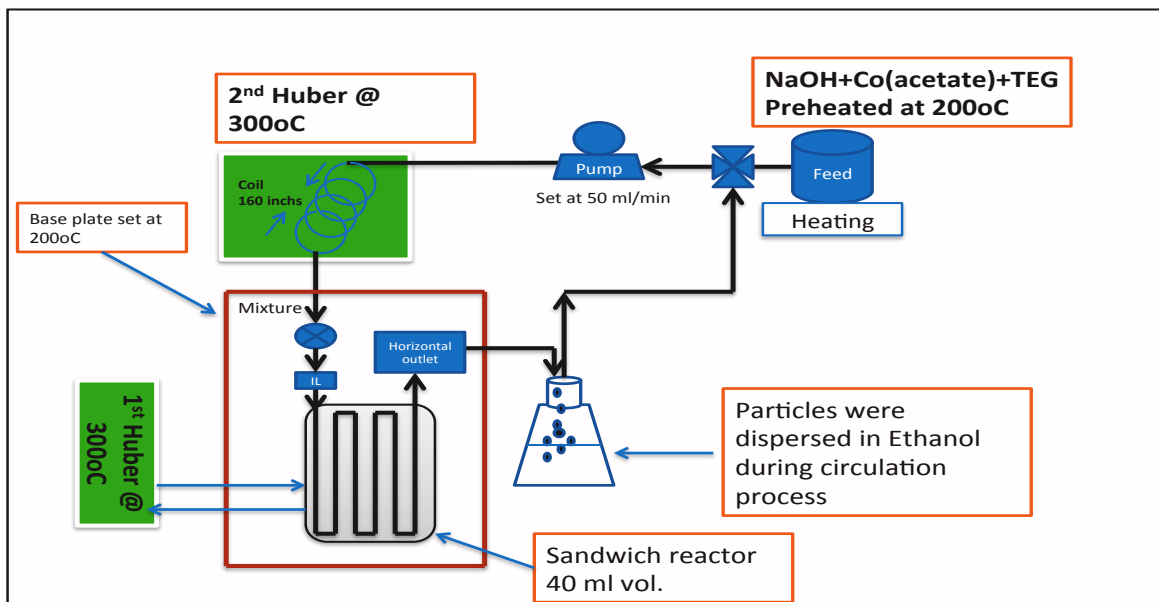 2nd Huber @
300oC
NaOH+Co(acetate)+TEG
Preheated at 200oC
Pump
Feed
Set at 50 ml/min
Heating
Coil
160 inchs
Base plate set at
200oC
Mixture
Horizontal
outlet
IL
1st Huber @
300oC
Particles were
dispersed in Ethanol
during circulation
process
Sandwich reactor
40 ml vol.